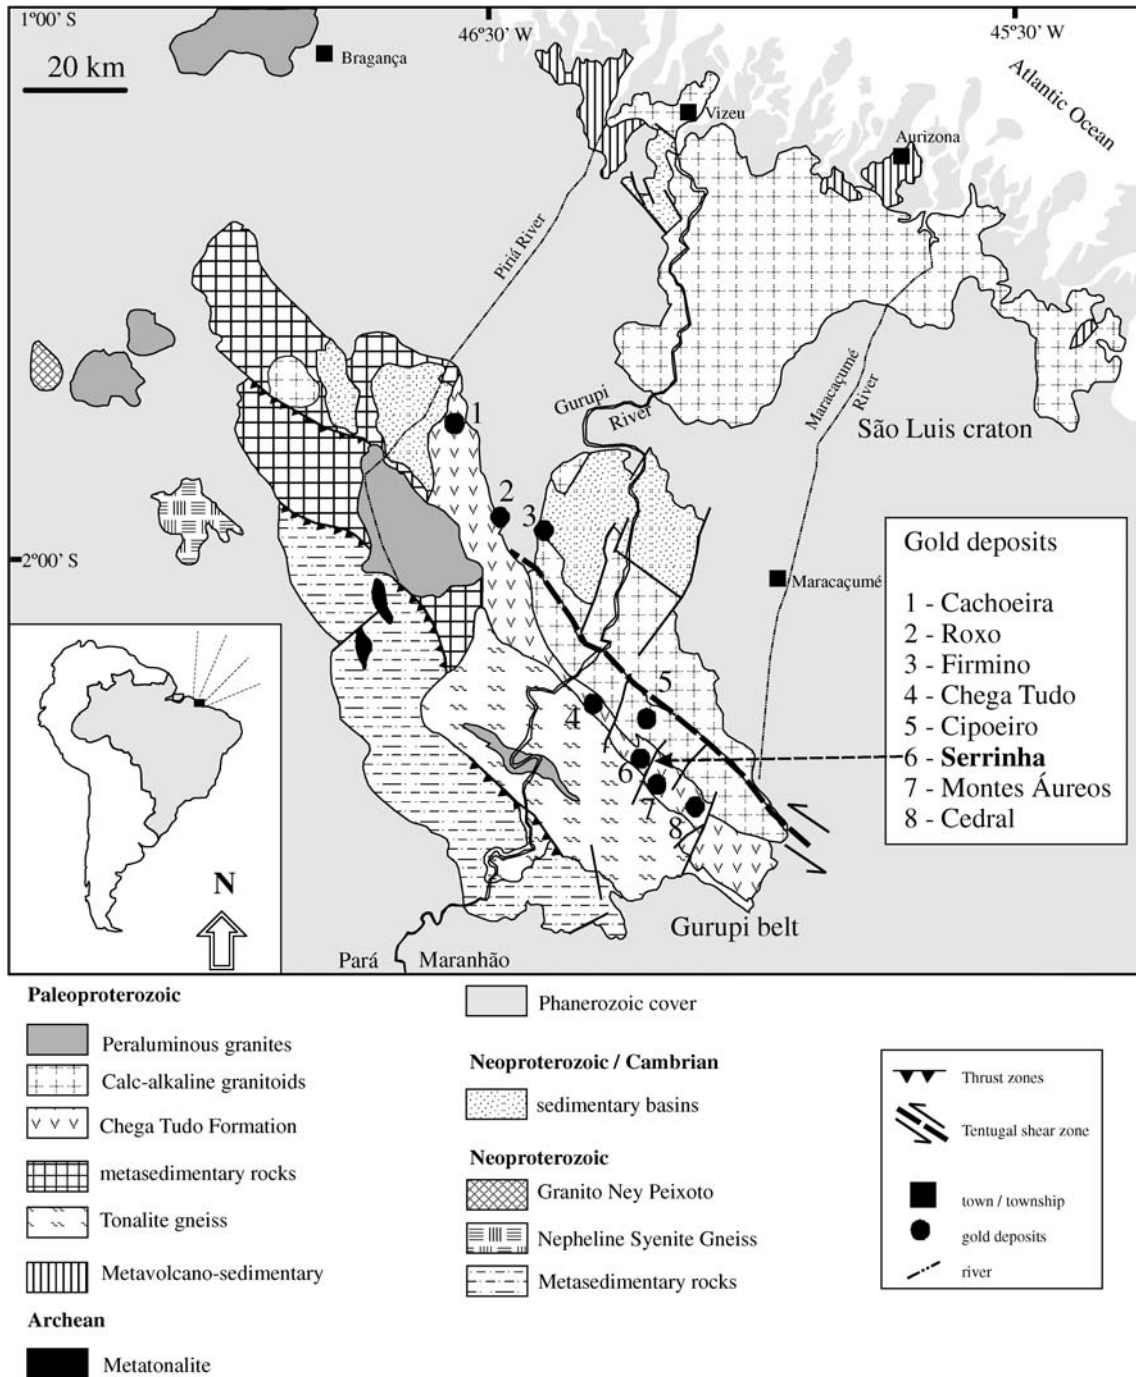 1°00' S
46°30' W
45°30' W
20 km
Bragança
Atlantic Ocean
Vizeu
Aurizona
Piriá River
Maracaçumé River
Gurupi River
São Luis craton
1
2
3
2°00' S
Maracaçumé
Gold deposits
1 - Cachoeira
2 - Roxo
3 - Firmino
4 - Chega Tudo
5 - Cipoeiro
6 - Serrinha
7 - Montes Áureos
8 - Cedral
5
4
6
7
8
N
Gurupi belt
Pará
Maranhão
Paleoproterozoic
Peraluminous granites
Calc-alkaline granitoids
Chega Tudo Formation
metasedimentary rocks
Tonalite gneiss
Metavolcano-sedimentary
Archean
Metatonalite
Phanerozoic cover
Neoproterozoic / Cambrian
sedimentary basins
Neoproterozoic
Granito Ney Peixoto
Nepheline Syenite Gneiss
Metasedimentary rocks
Thrust zones
Tentugal shear zone
town / township
gold deposits
river